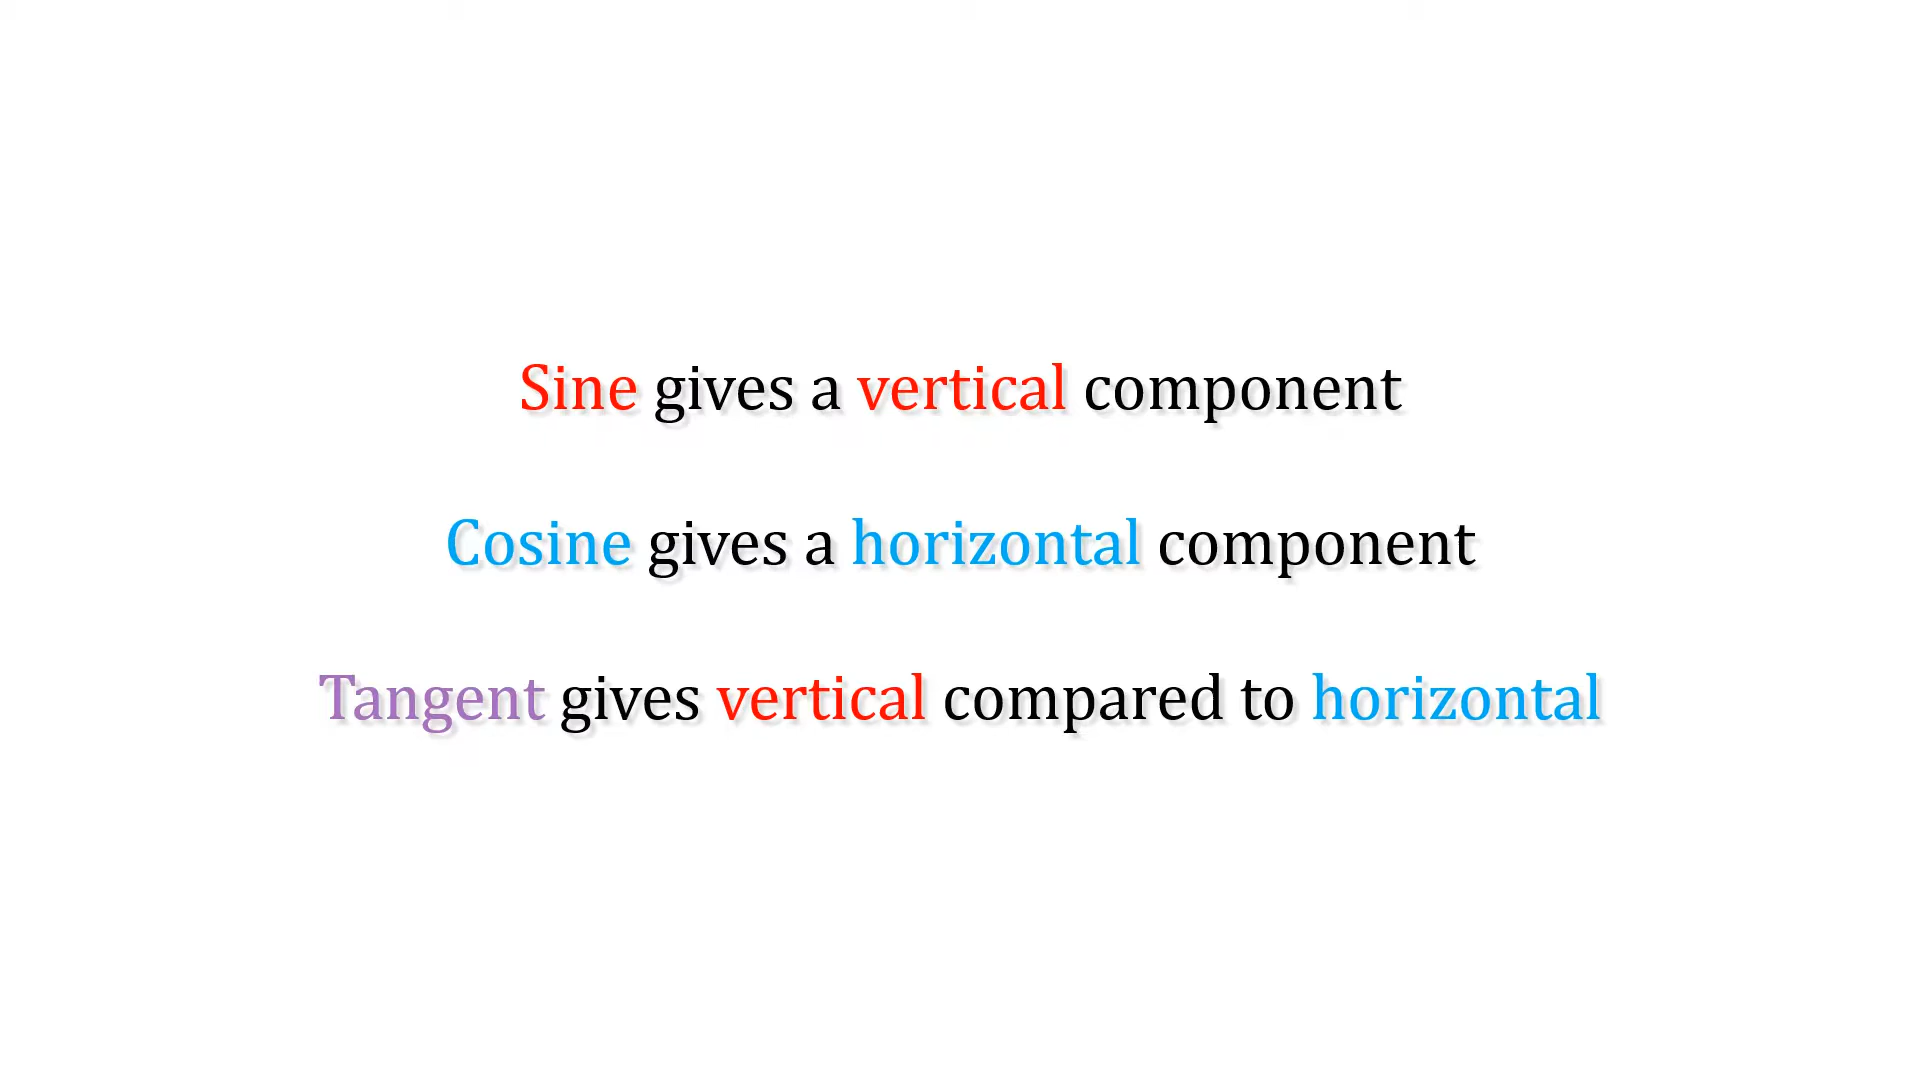 Sine gives a vertical component
Cosine gives a horizontal component
Tangent gives vertical compared to horizontal